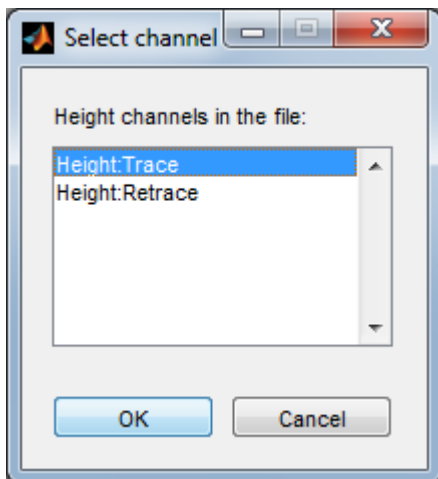 Select channel
Height channels in the file:
Height:Trace
Height:Retrace
OK
Cancel